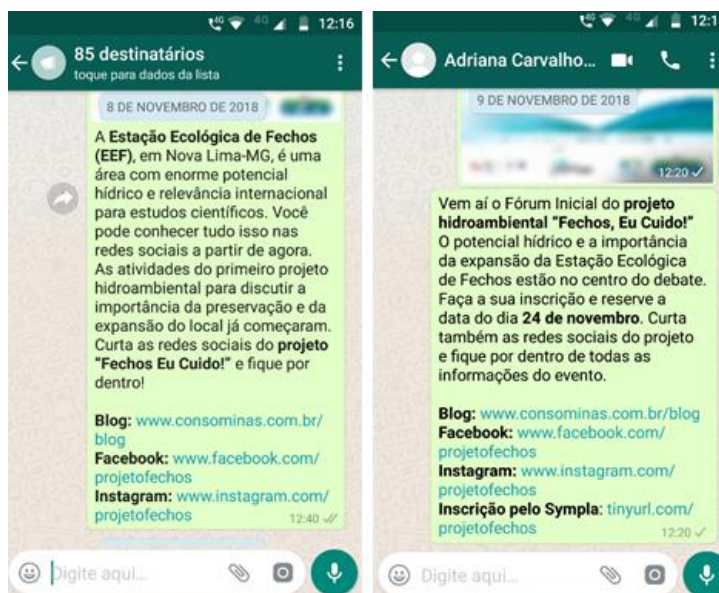 4G 4G 12:16
85 destinatários
toque para dados da lista
8 DE NOVEMBRO DE 2018
A Estação Ecológica de Fechos
(EEF), em Nova Lima-MG, é uma
área com enorme potencial
hídrico e relevância internacional
para estudos científicos. Você
pode conhecer tudo isso nas
redes sociais a partir de agora.
As atividades do primeiro projeto
hidroambiental para discutir a
importância da preservação e da
expansão do local já começaram.
Curta as redes sociais do projeto
"Fechos Eu Cuido!" e fique por
dentro!
Blog: www.consominas.com.br/
blog
Facebook: www.facebook.com/
projetofechos
Instagram: www.instagram.com/
projetofechos
12:40
Digite aqui...
4G 4G 12:1
Adriana Carvalho...
9 DE NOVEMBRO DE 2018
12:20
Vem aí o Fórum Inicial do projeto
hidroambiental "Fechos, Eu Cuido!"
O potencial hídrico e a importância
da expansão da Estação Ecológica
de Fechos estão no centro do debate.
Faça a sua inscrição e reserve a
data do dia 24 de novembro. Curta
também as redes sociais do projeto
e fique por dentro de todas as
informações do evento.
Blog: www.consominas.com.br/blog
Facebook: www.facebook.com/
projetofechos
Instagram: www.instagram.com/
projetofechos
Inscrição pelo Sympla: tinyurl.com/
projetofechos
12:20
Digite aqui...